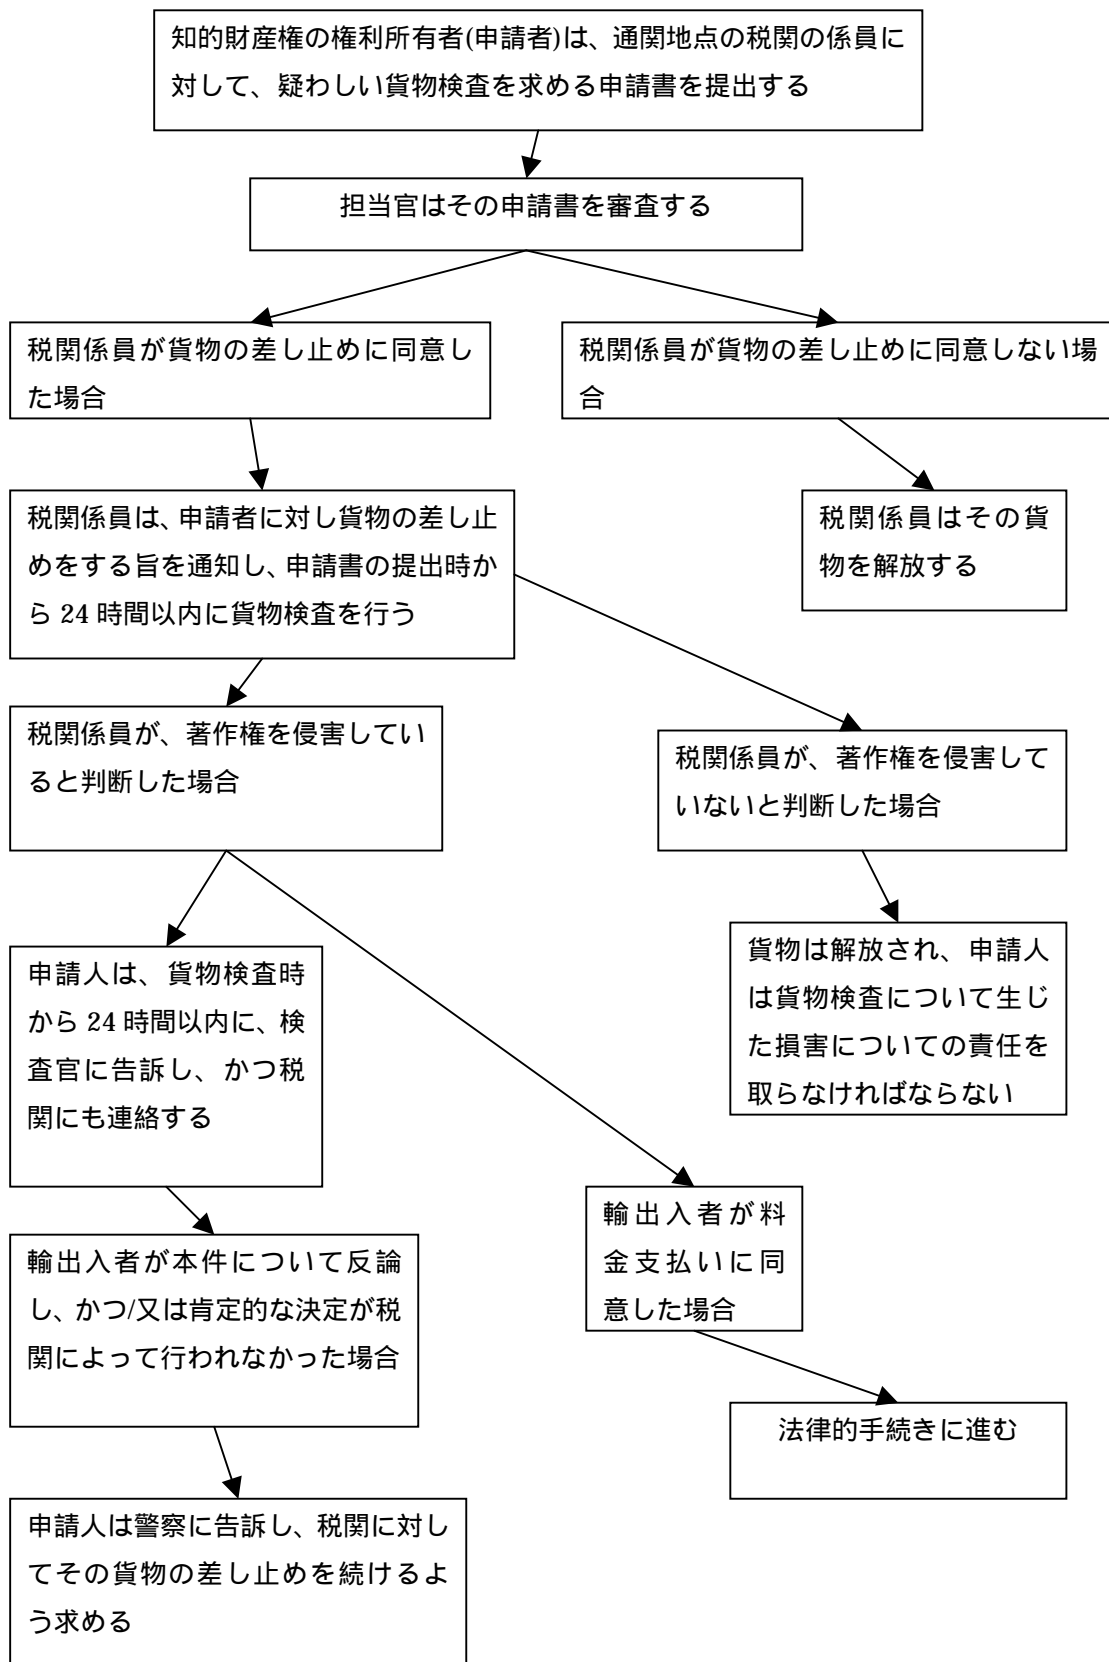 知的財産権の権利所有者(申請者)は、通関地点の税関の係員に
対して、疑わしい貨物検査を求める申請書を提出する
担当官はその申請書を審査する
税関係員が貨物の差し止めに同意し
た場合
税関係員が貨物の差し止めに同意しない場
合
税関係員は、申請者に対し貨物の差し止
めをする旨を通知し、申請書の提出時か
ら 24 時間以内に貨物検査を行う
税関係員はその貨
物を解放する
税関係員が、著作権を侵害してい
ると判断した場合
税関係員が、著作権を侵害して
いないと判断した場合
申請人は、貨物検査時
から 24 時間以内に、検
査官に告訴し、かつ税
関にも連絡する
貨物は解放され、申請人
は貨物検査について生じ
た損害についての責任を
取らなければならない
輸出入者が料
金支払いに同
意した場合
輸出入者が本件について反論
し、かつ/又は肯定的な決定が税
関によって行われなかった場合
法律的手続きに進む
申請人は警察に告訴し、税関に対し
てその貨物の差し止めを続けるよ
う求める